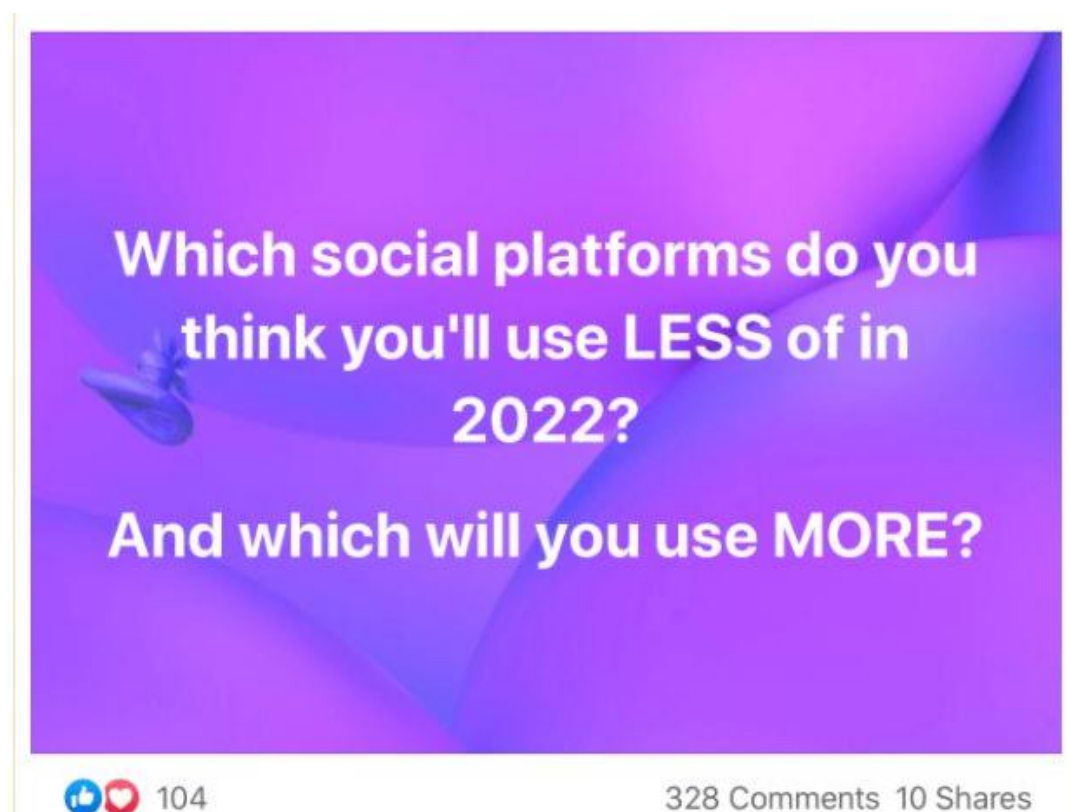 Which social platforms do you
think you'll use LESS of in
2022?
And which will you use MORE?
104
328 Comments 10 Shares